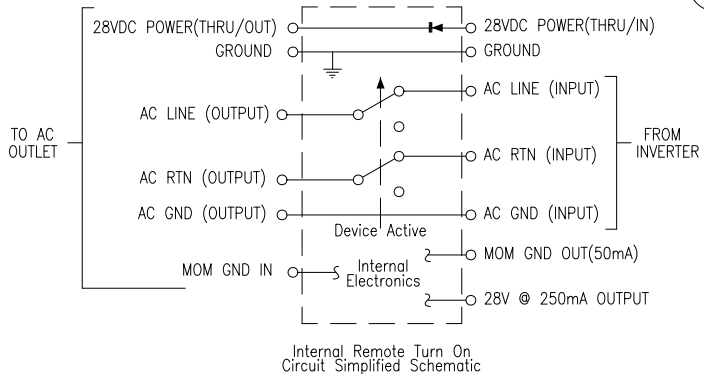 28VDC POWER(THRU/OUT)
28VDC POWER(THRU/IN)
GROUND
GROUND
AC LINE (INPUT)
AC LINE (OUTPUT)
TO AC
OUTLET
FROM
INVERTER
AC RTN (INPUT)
AC RTN (OUTPUT)
AC GND (OUTPUT)
AC GND (INPUT)
Device Active
MOM GND OUT(50mA)
MOM GND IN
Internal
Electronics
28V @ 250mA OUTPUT
Internal Remote Turn On
Circuit Simplified Schematic